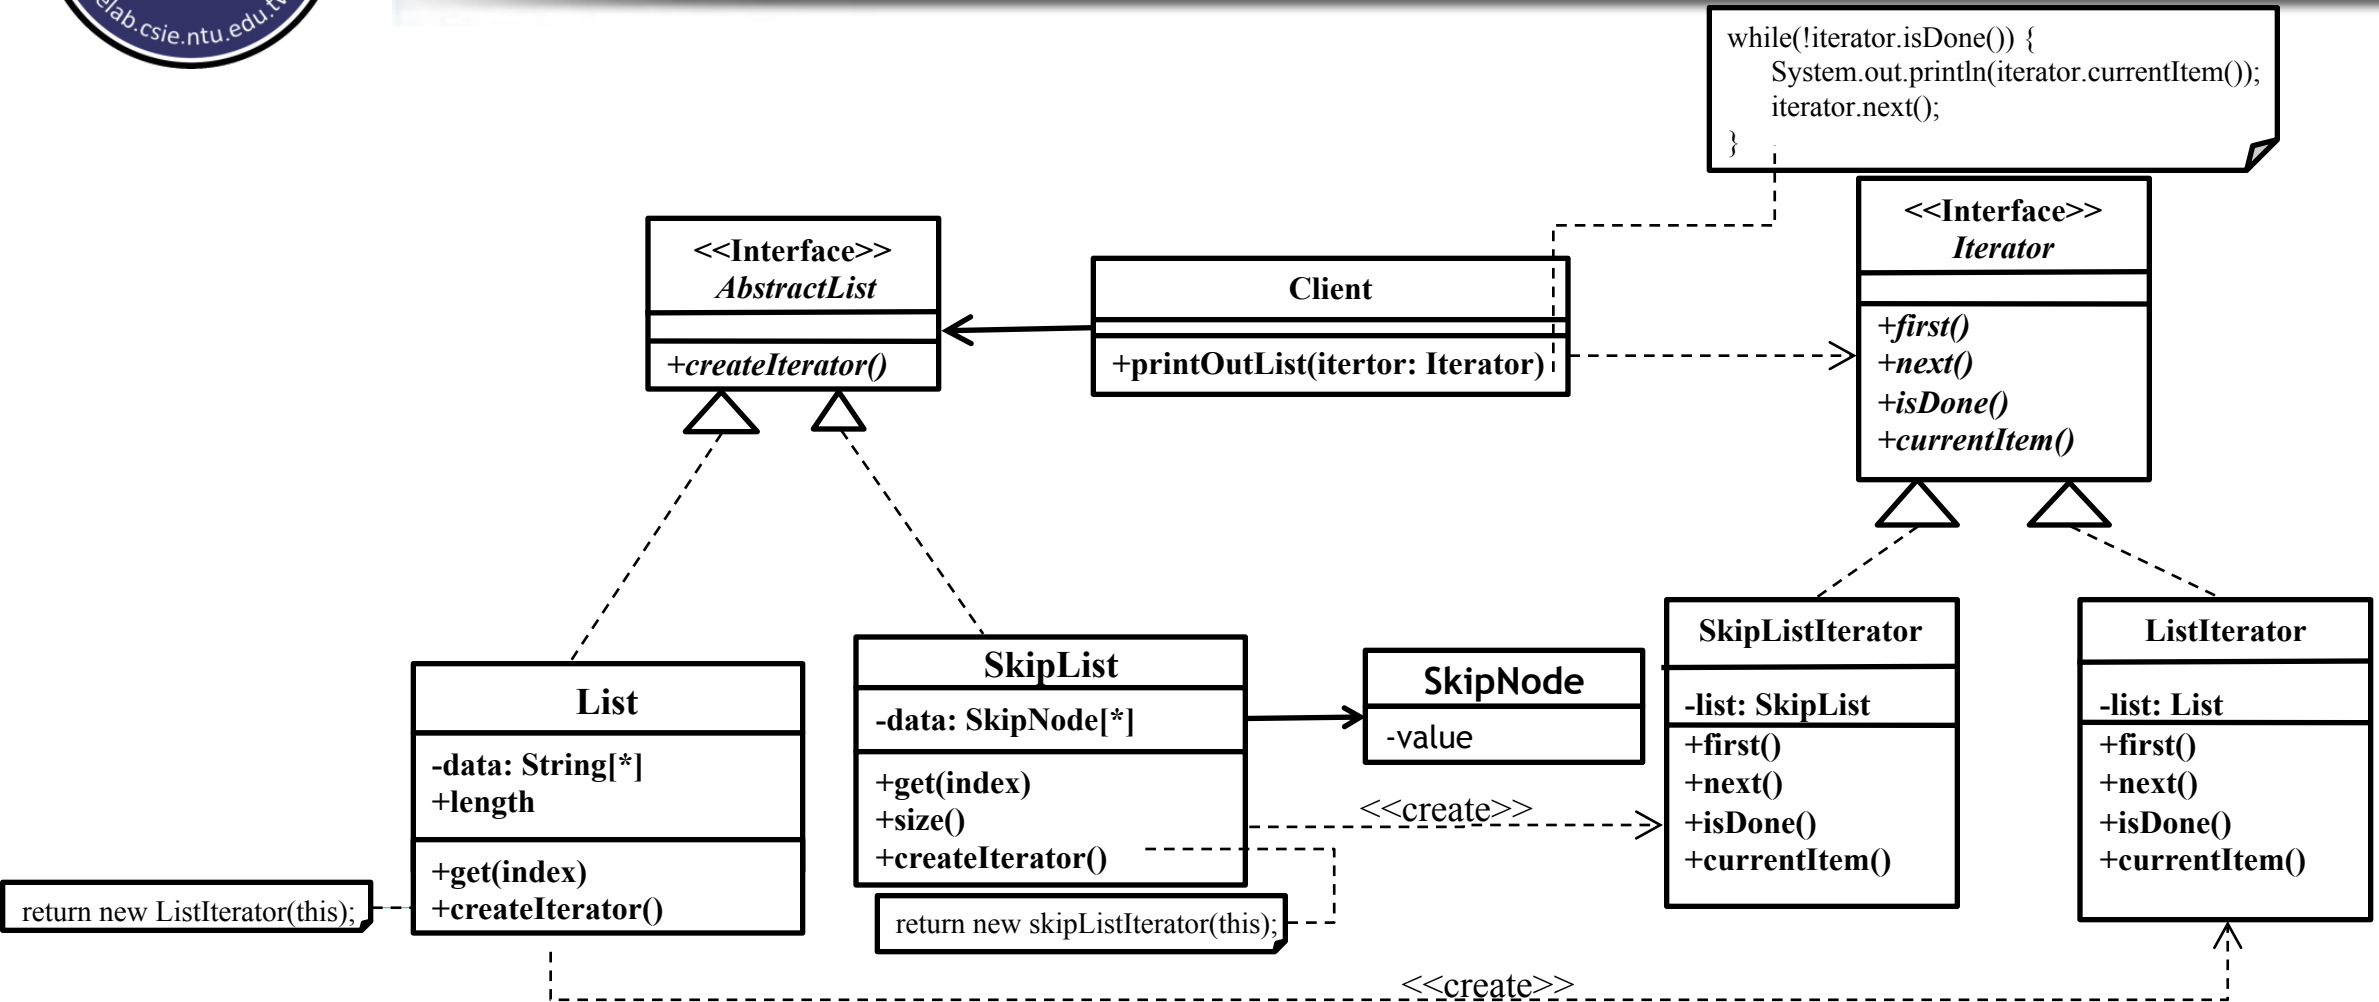 elab.csie.ntu.edu.tw
while(!iterator.isDone()) {
System.out.println(iterator.currentItem());
iterator.next();
}
<<Interface>>
AbstractList
+createIterator()
Client
+printOutList(itertor: Iterator)
<<Interface>>
Iterator
+first()
+next()
+isDone()
+currentItem()
List
-data: String[*]
+length
+get(index)
+createIterator()
return new ListIterator(this);
SkipList
-data: SkipNode[*]
+get(index)
+size()
+createIterator()
return new skipListIterator(this);
SkipNode
-value
<<create>>
SkipListIterator
-list: SkipList
+first()
+next()
+isDone()
+currentItem()
ListIterator
-list: List
+first()
+next()
+isDone()
+currentItem()
<<create>>